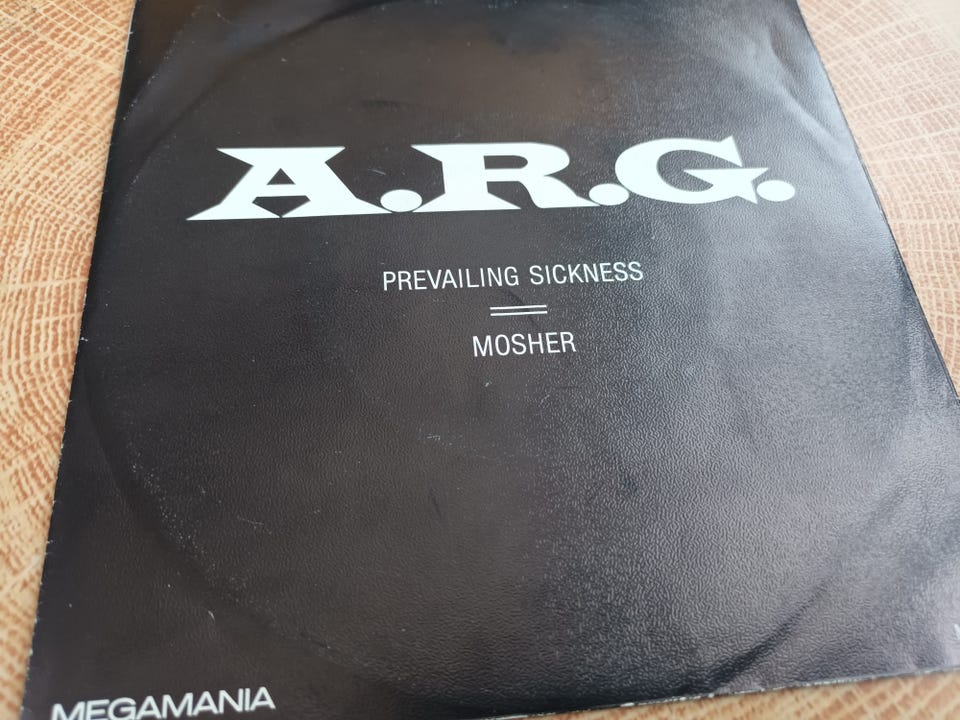 A.R.G.
PREVAILING SICKNESS
MOSHER
MEGAMANIA